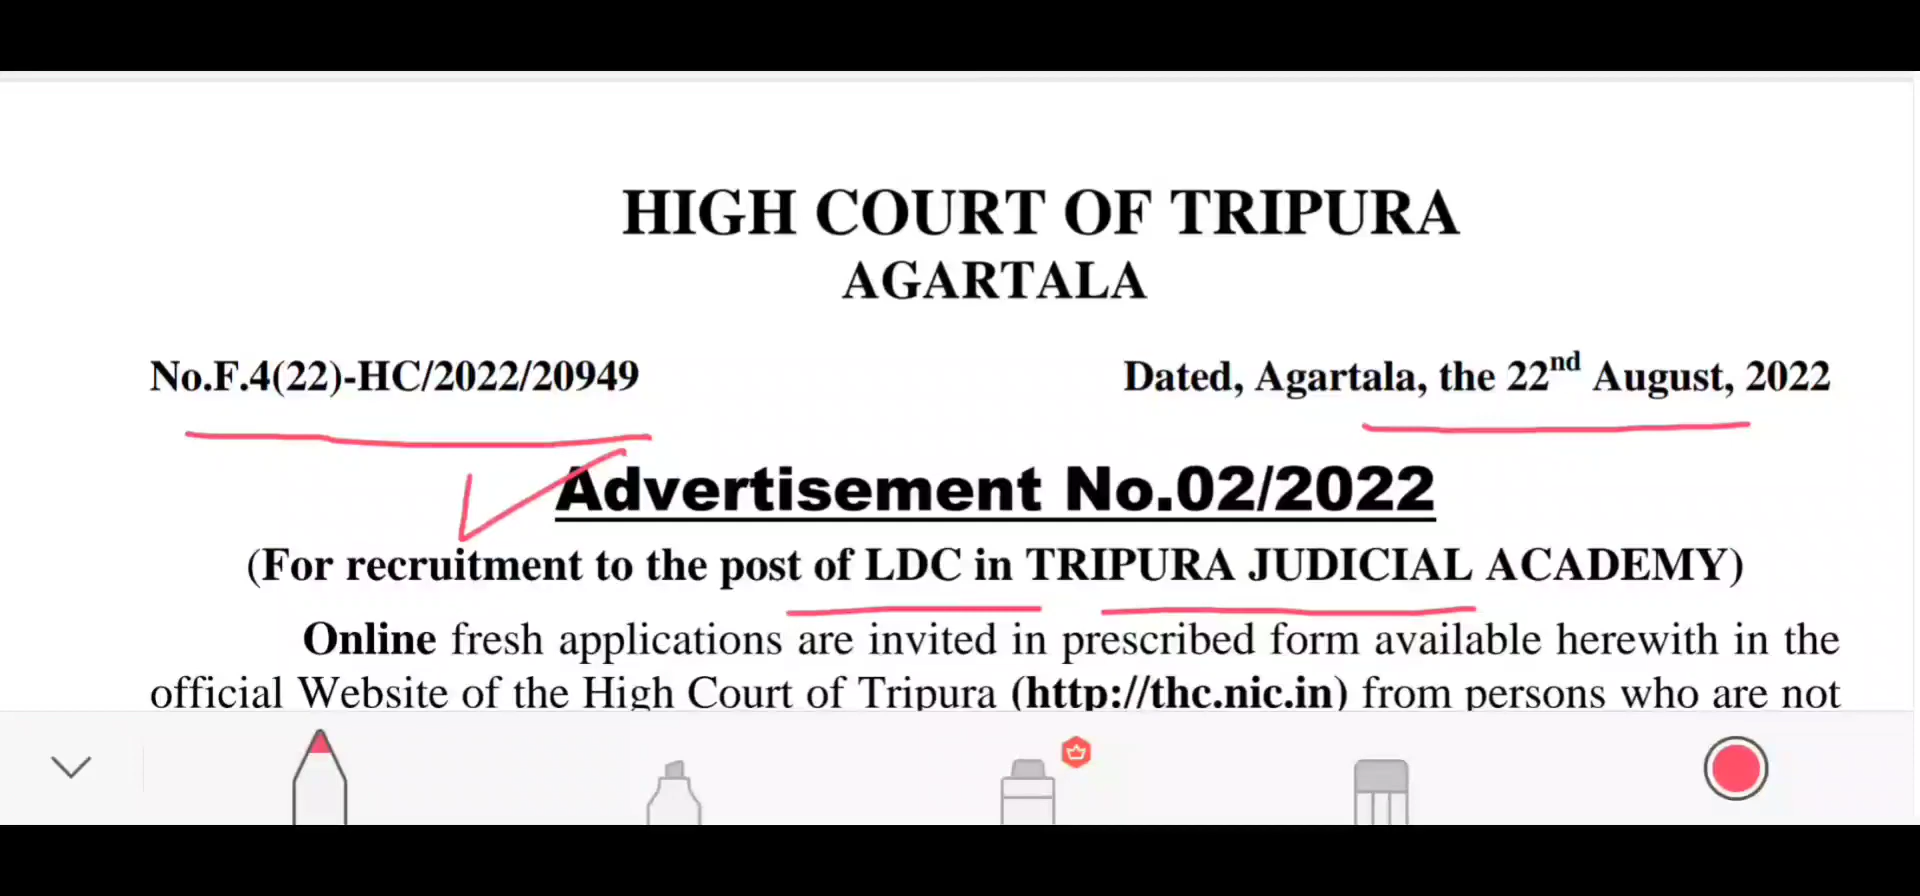 HIGH COURT OF TRIPURA
AGARTALA
No.F.4(22)-HC/2022/20949 Dated, Agartala, the 22nd August, 2022
Advertisement No.02/2022
(For recruitment to the post of LDC in TRIPURA JUDICIAL ACADEMY)
Online fresh applications are invited in prescribed form available herewith in the
official Website of the High Court of Tripura (http://thc.nic.in) from persons who are not